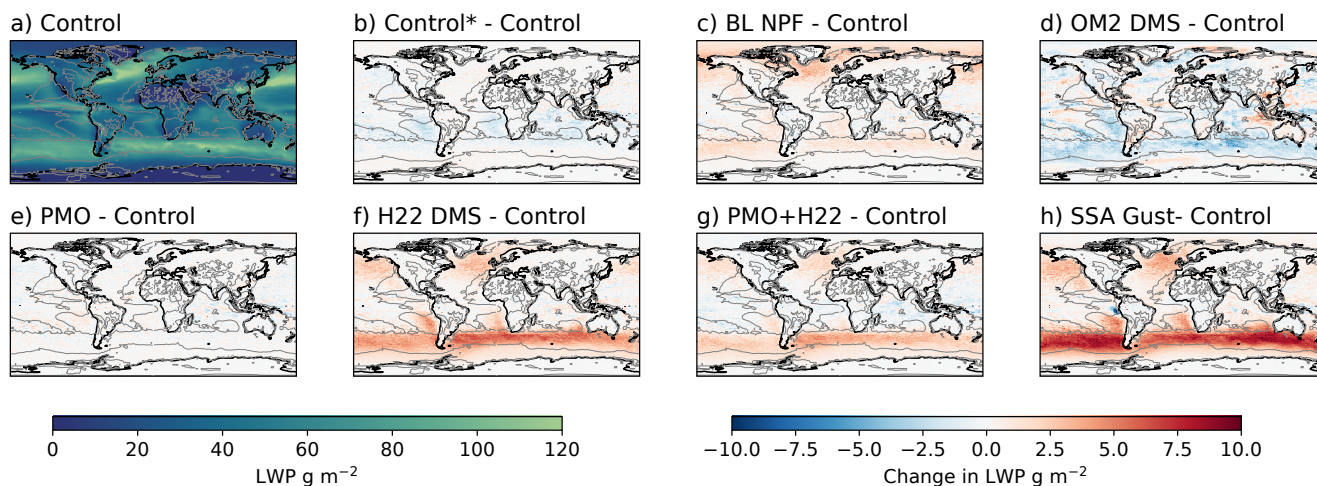 a) Control
b) Control* - Control
c) BL NPF - Control
d) OM2 DMS - Control
e) PMO - Control
f) H22 DMS - Control
g) PMO+H22 - Control
h) SSA Gust- Control
0 20 40 60 80 100 120
LWP g m⁻²
−10.0 −7.5 −5.0 −2.5 0.0 2.5 5.0 7.5 10.0
Change in LWP g m⁻²